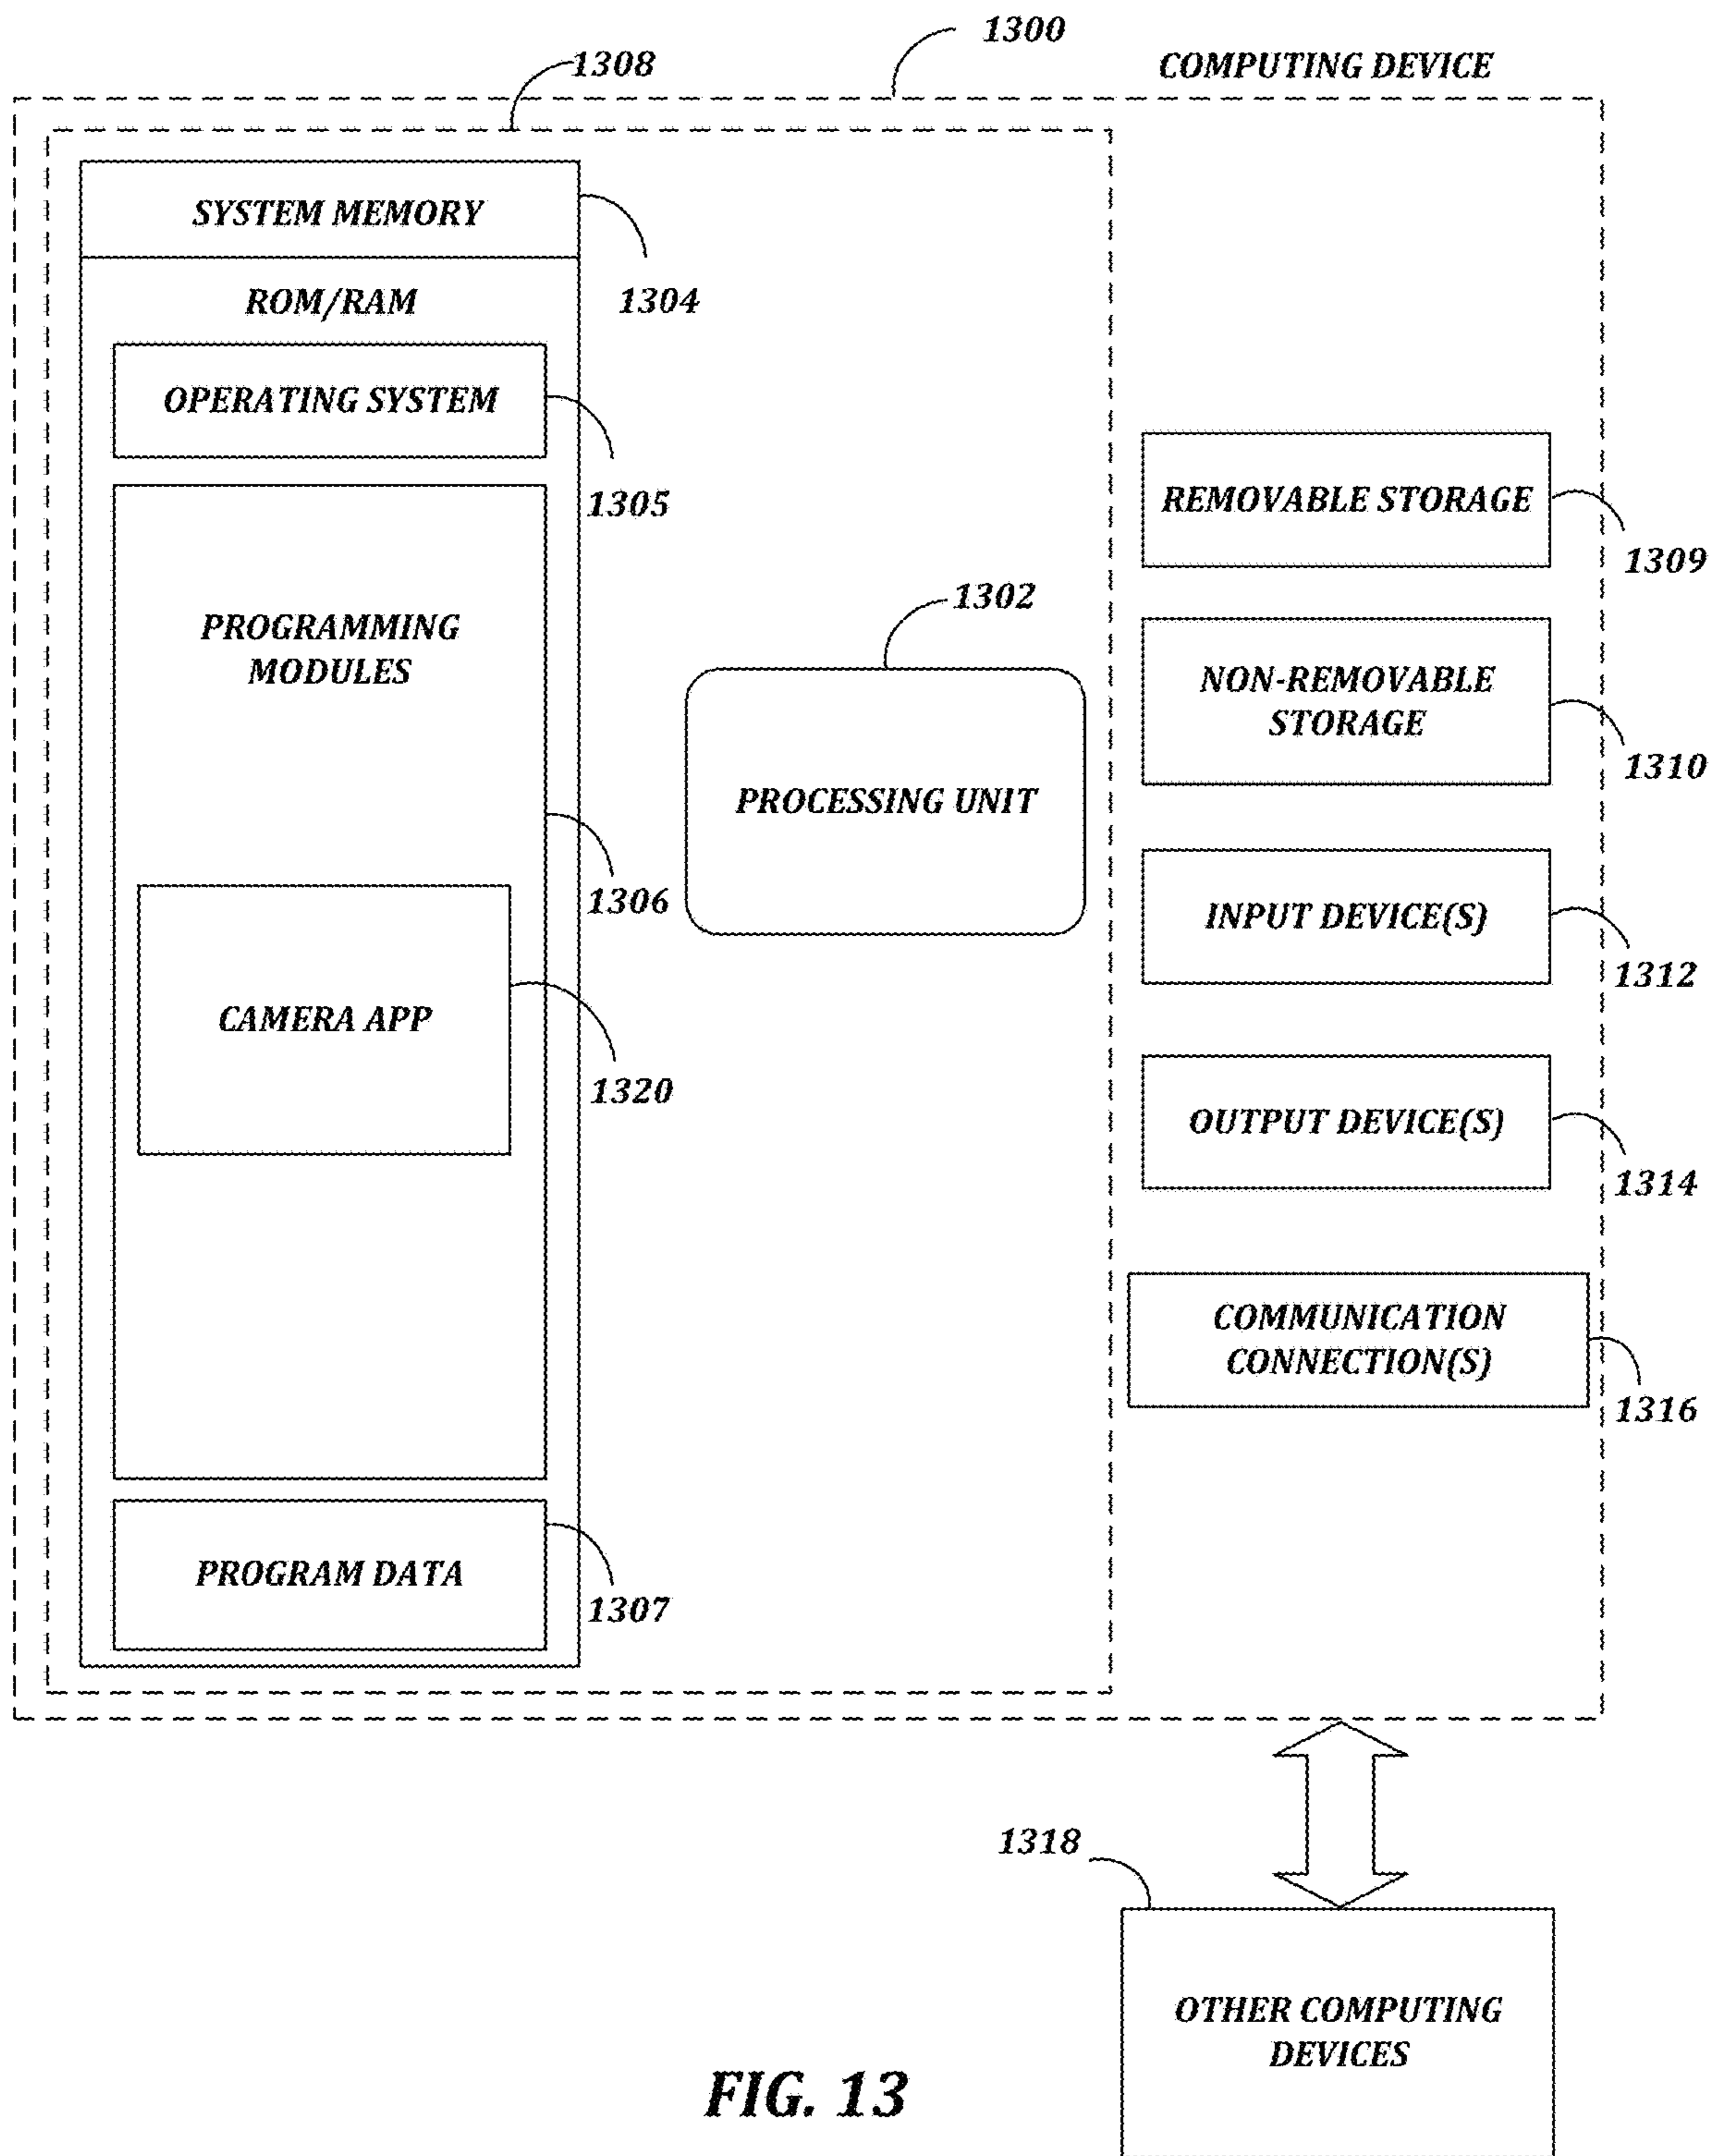 1300
1308
COMPUTING DEVICE
SYSTEM MEMORY
1304
ROM/RAM
OPERATING SYSTEM
1305
PROGRAMMING
MODULES
1306
CAMERA APP
1320
PROGRAM DATA
1307
1302
PROCESSING UNIT
REMOVABLE STORAGE
1309
NON-REMOVABLE
STORAGE
1310
INPUT DEVICE(S)
1312
OUTPUT DEVICE(S)
1314
COMMUNICATION
CONNECTION(S)
1316
1318
OTHER COMPUTING
DEVICES
FIG. 13